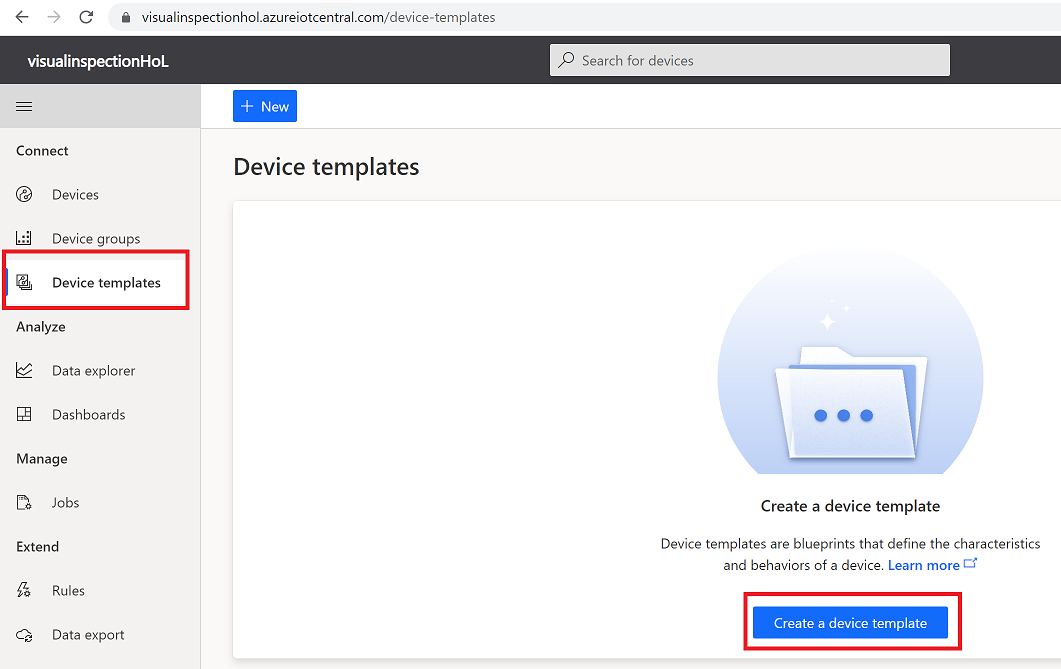 visualinspectionhol.azureiotcentral.com/device-templates
visualinspectionHoL
Search for devices
New
Connect
Devices
Device groups
Device templates
Analyze
Data explorer
Dashboards
Manage
Jobs
Extend
Rules
Data export
Device templates
Create a device template
Device templates are blueprints that define the characteristics
and behaviors of a device. Learn more
Create a device template